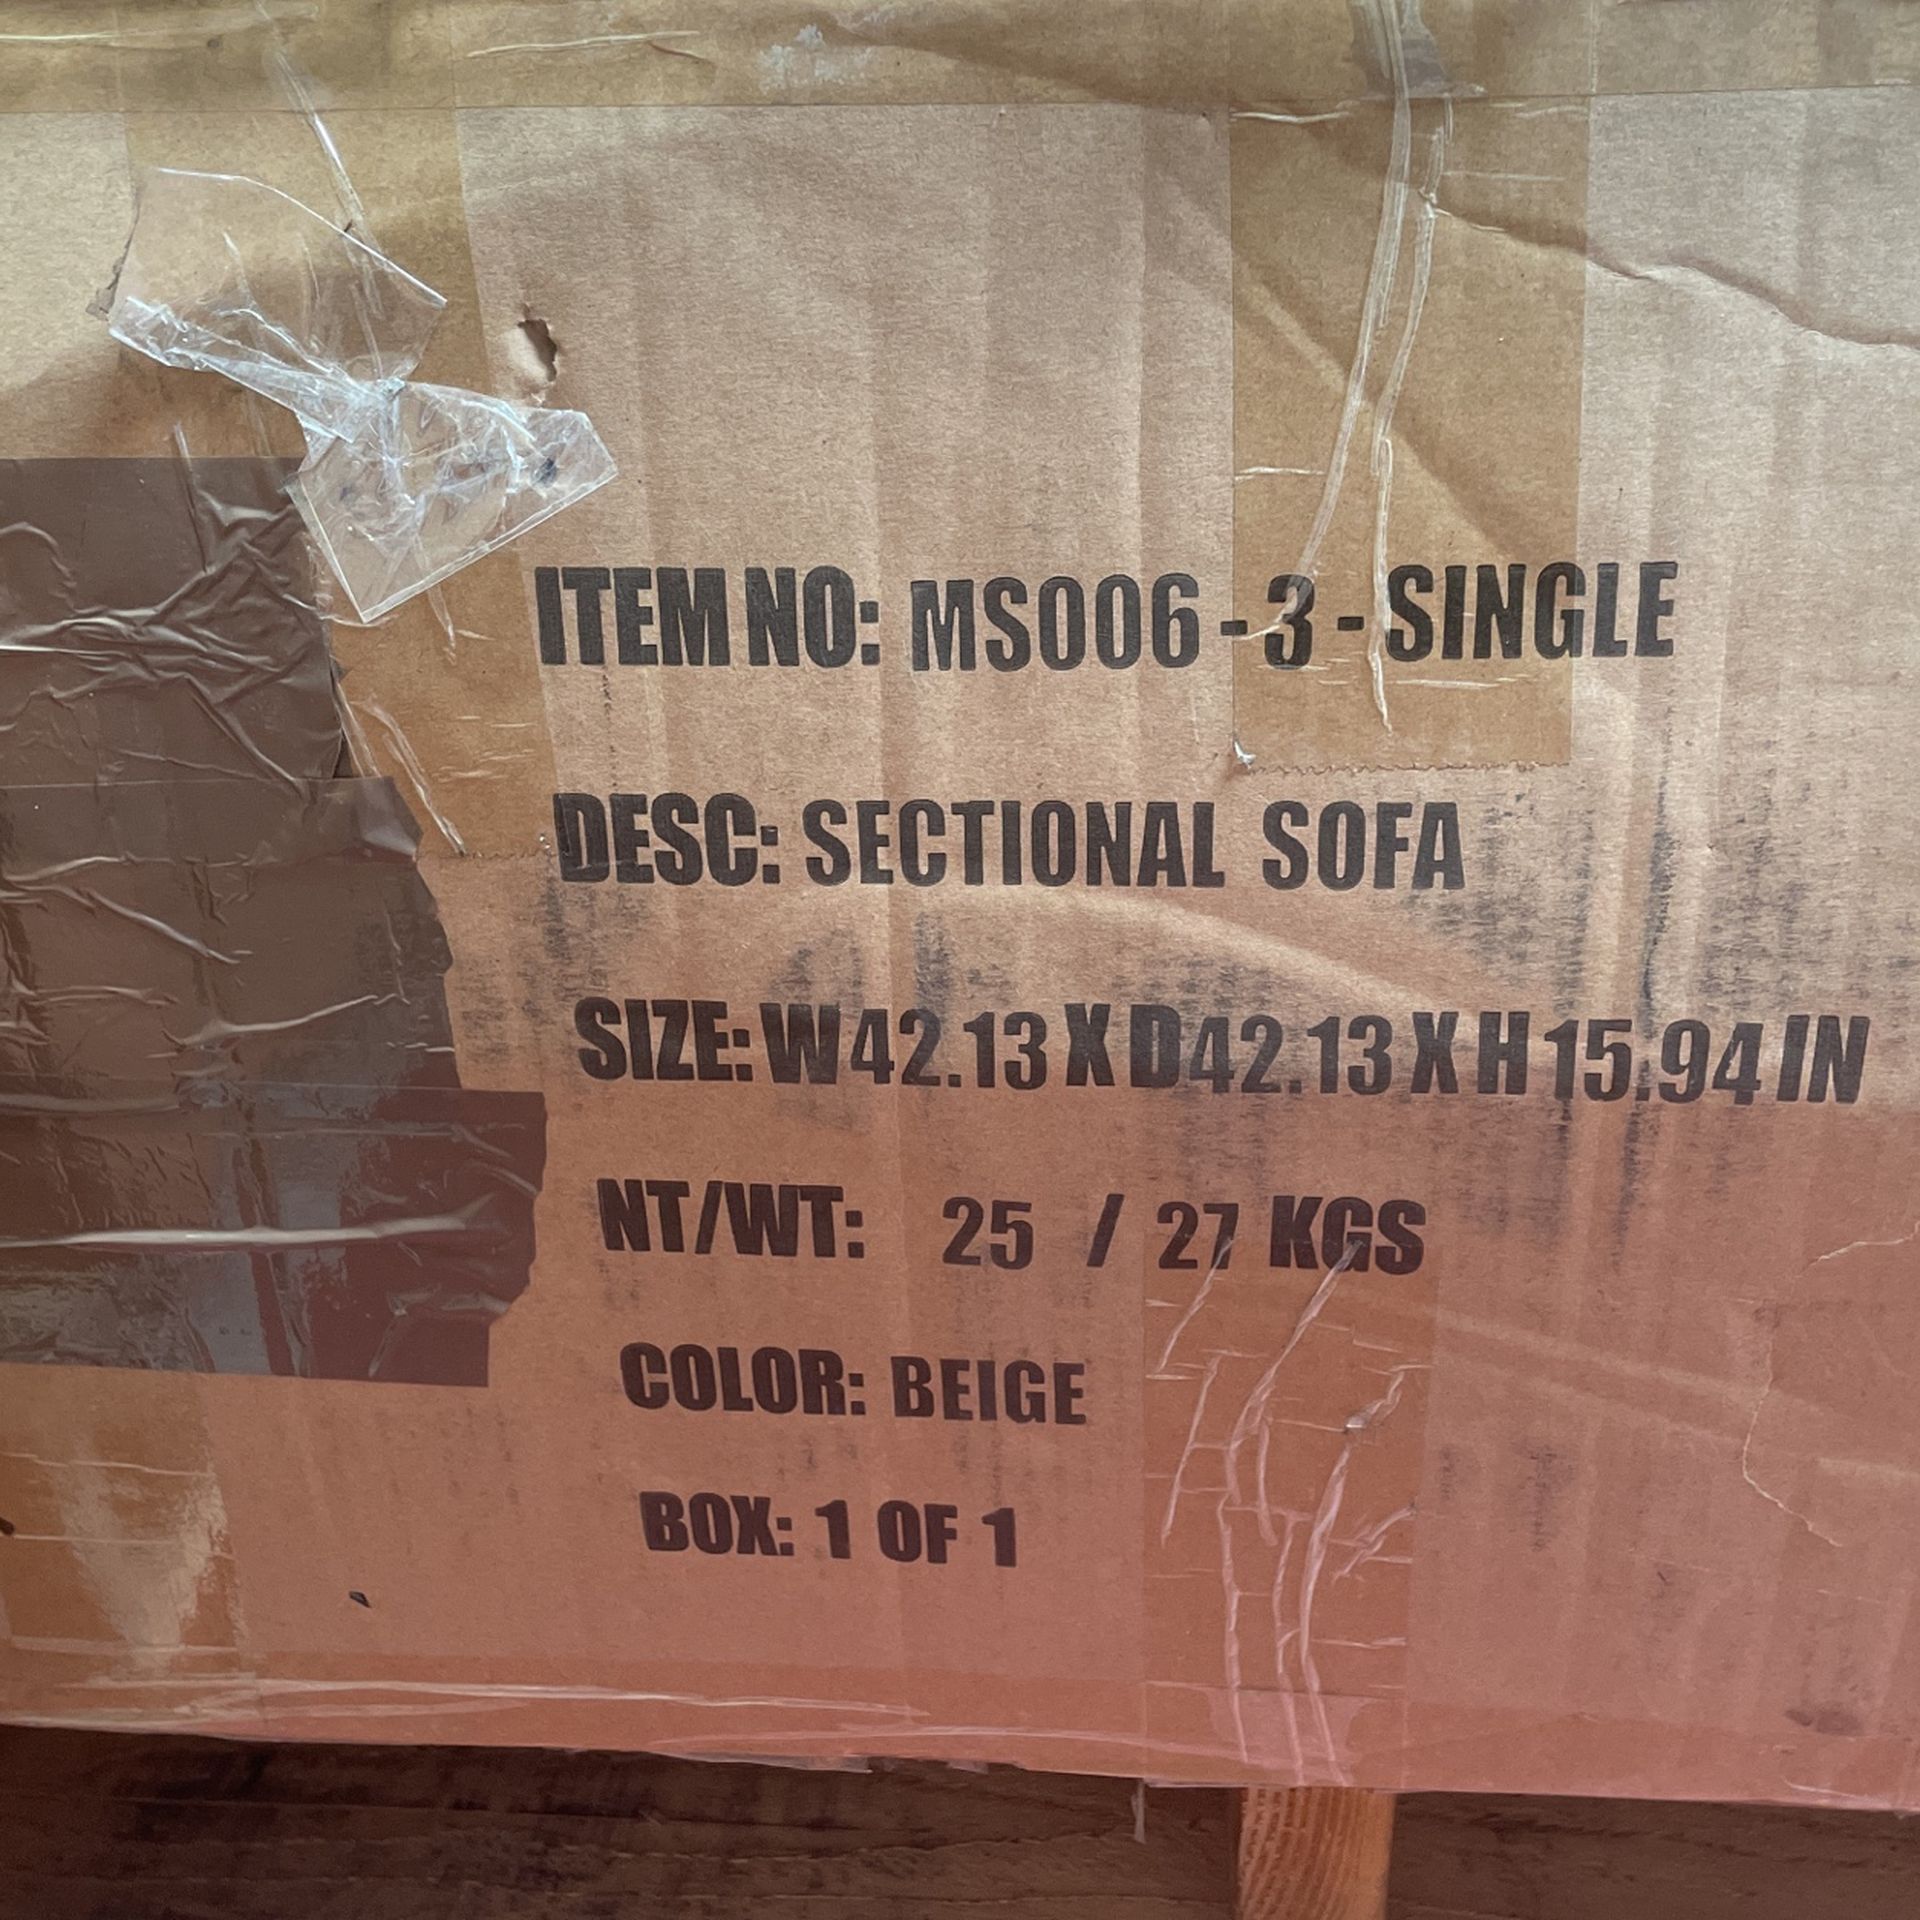 ITEM NO: MS006 - 3 - SINGLE
DESC: SECTIONAL SOFA
SIZE: W42.13 X D42.13 X H15.94 IN
NT/WT: 25 / 27 KGS
COLOR: BEIGE
BOX: 1 OF 1